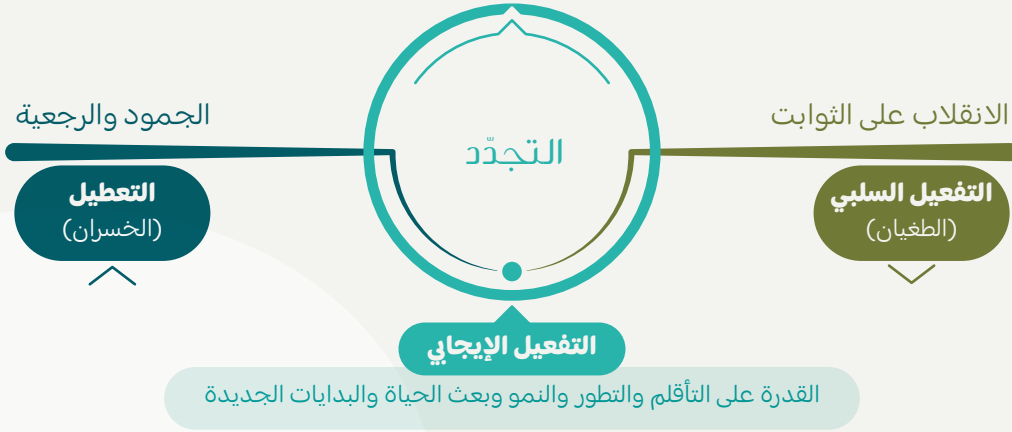 الانقلاب على الثوابت
التفعيل السلبي
(الطغيان)
التجدّد
الجمود والرجعية
التعطيل
(الخسران)
التفعيل الإيجابي
القدرة على التأقلم والتطور والنمو وبعث الحياة والبدايات الجديدة